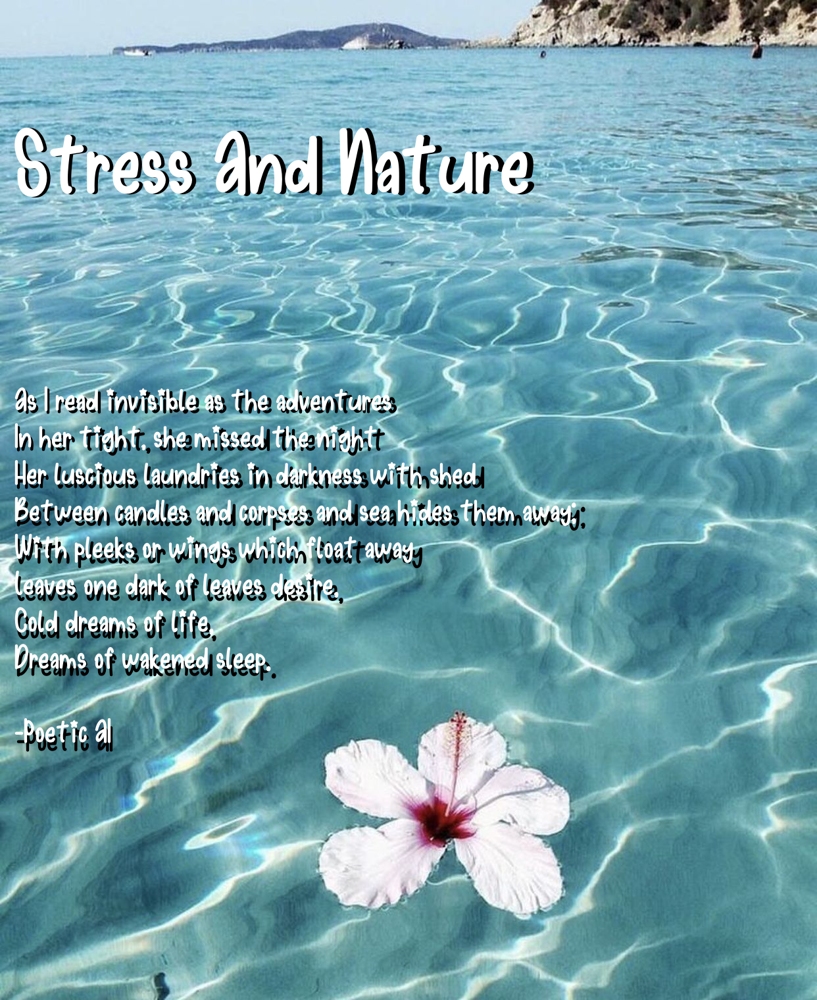 Stress And Nature
As I read invisible as the adventures
In her tight, she missed the night
Her luscious laundries in darkness with shed
Between candles and corpses and sea hides them away;
With pleeks or wings which float away
Leaves one dark of leaves desire,
Cold dreams of life,
Dreams of wakened sleep.
-Poetic Al